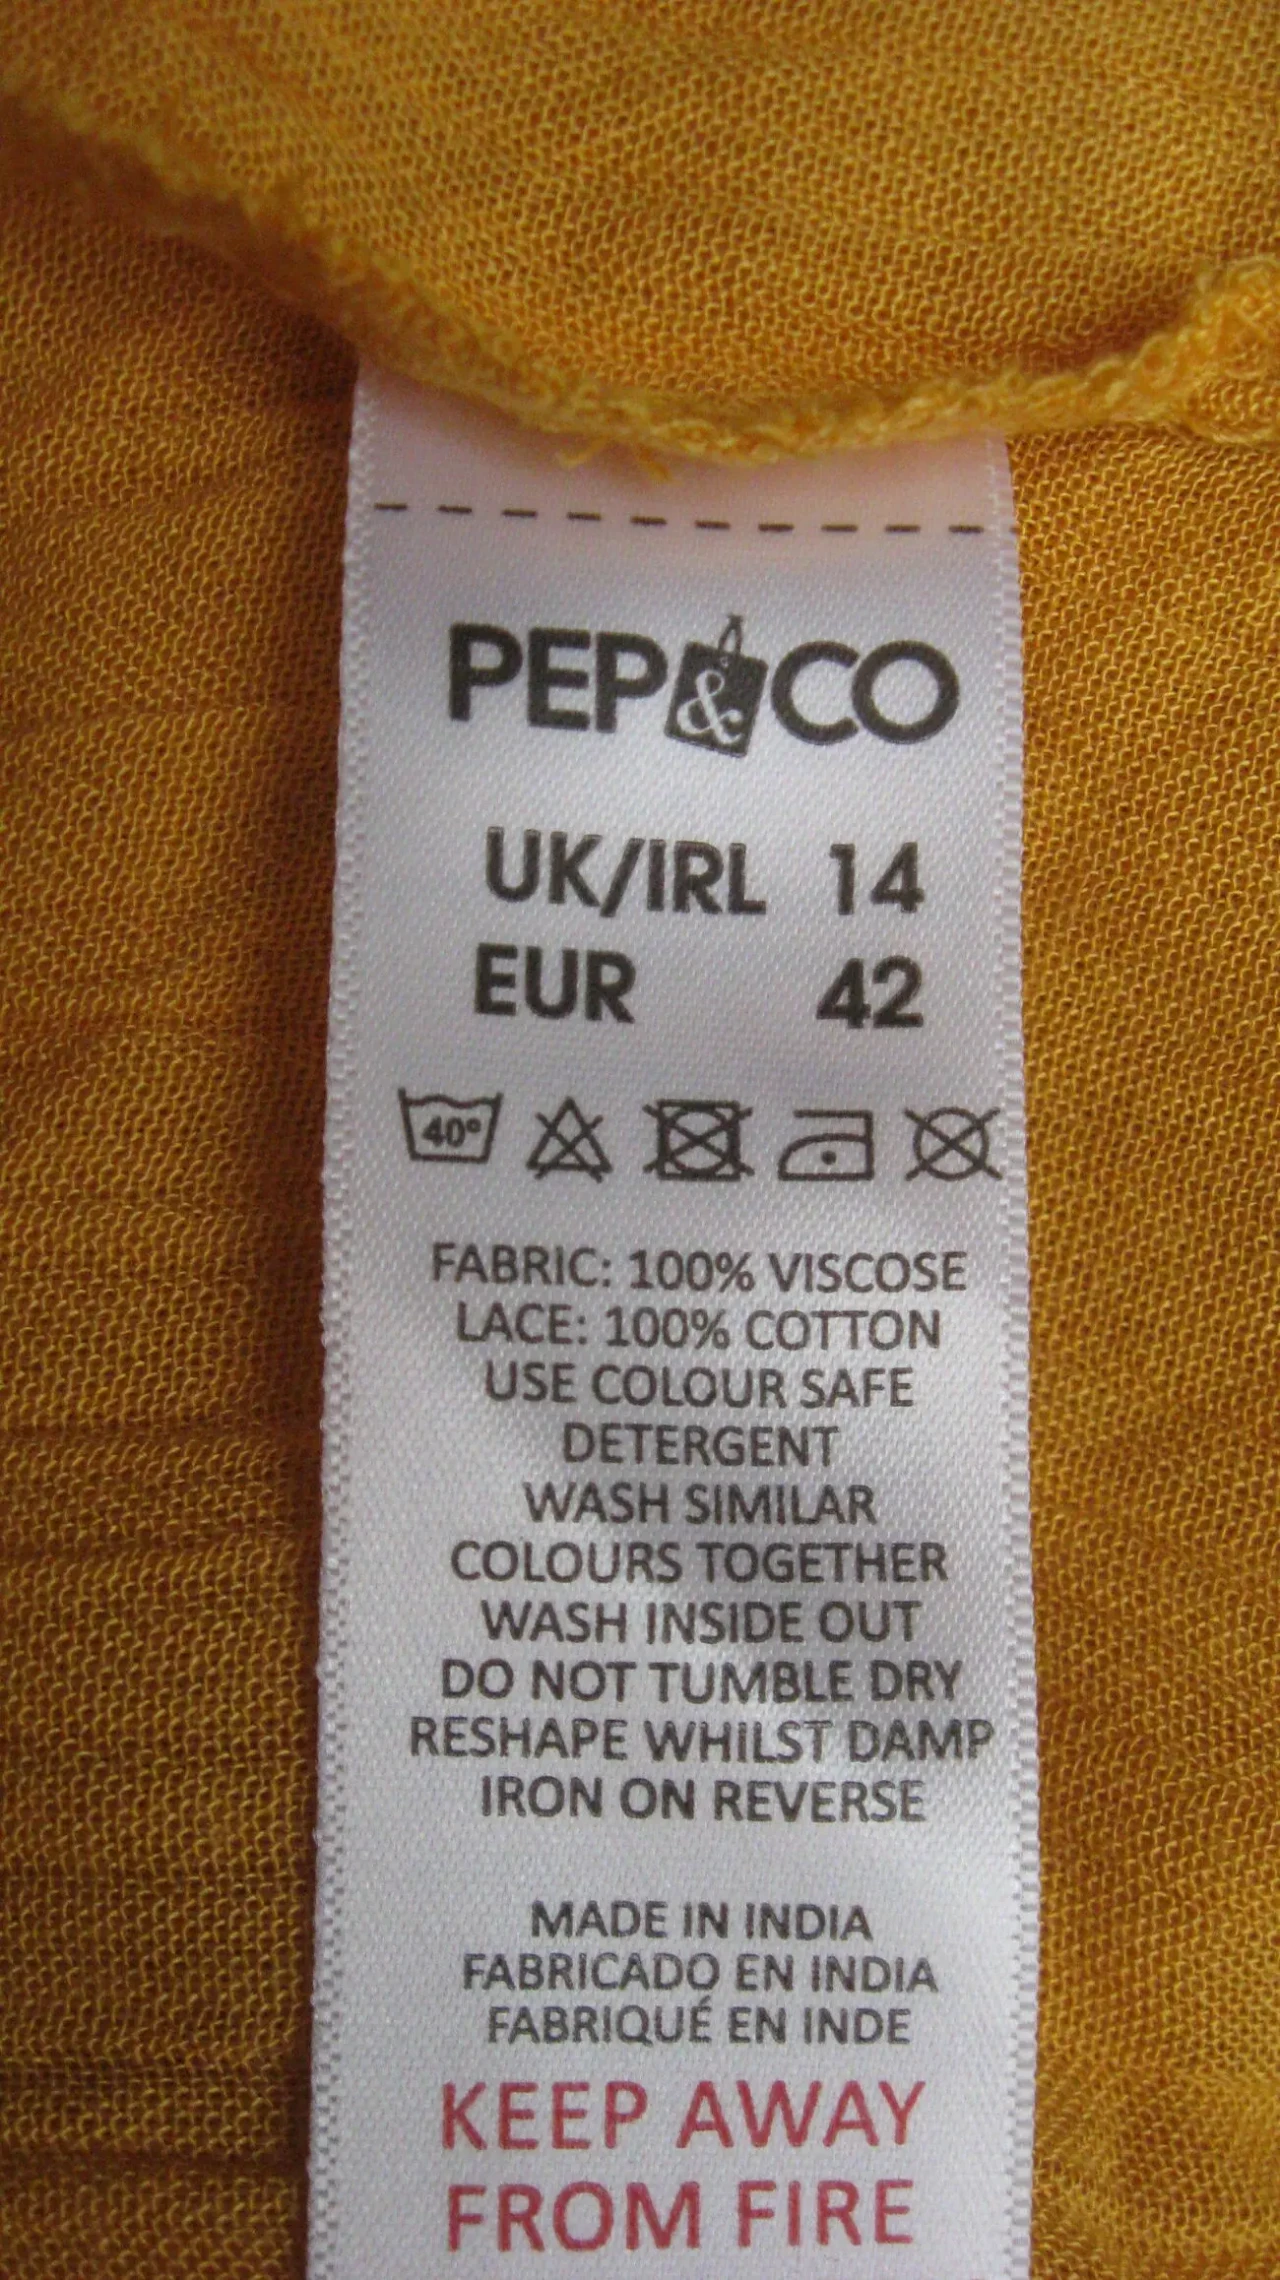 PEP&CO
UK/IRL 14
EUR 42
40°
FABRIC: 100% VISCOSE
LACE: 100% COTTON
USE COLOUR SAFE
DETERGENT
WASH SIMILAR
COLOURS TOGETHER
WASH INSIDE OUT
DO NOT TUMBLE DRY
RESHAPE WHILST DAMP
IRON ON REVERSE
MADE IN INDIA
FABRICADO EN INDIA
FABRIQUÉ EN INDE
KEEP AWAY
FROM FIRE